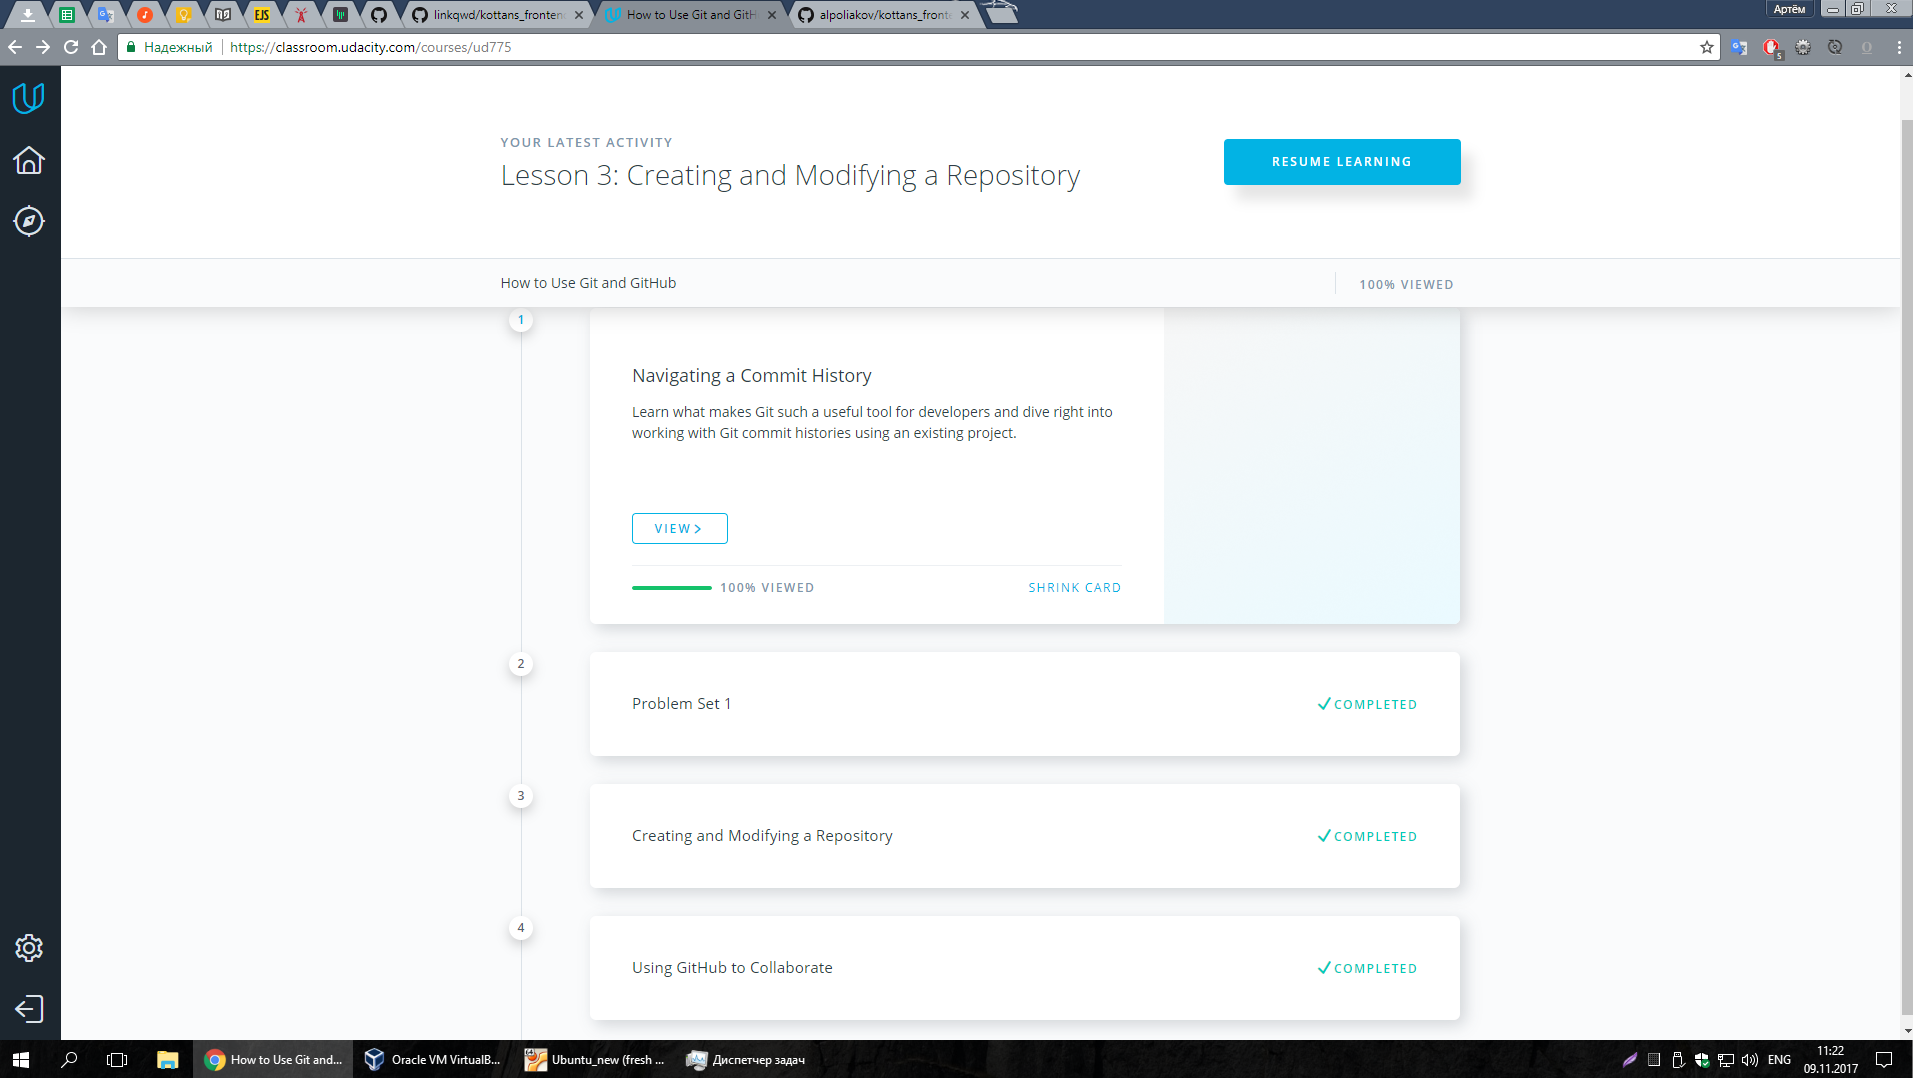 EJS
linkqwd/kottans_fronten
How to Use Git and GitH
alpoliakov/kottans_fronte
Артём
Надежный
https://classroom.udacity.com/courses/ud775
5
YOUR LATEST ACTIVITY
Lesson 3: Creating and Modifying a Repository
RESUME LEARNING
How to Use Git and GitHub
100% VIEWED
1
Navigating a Commit History
Learn what makes Git such a useful tool for developers and dive right into
working with Git commit histories using an existing project.
VIEW
100% VIEWED
SHRINK CARD
2
Problem Set 1
COMPLETED
3
Creating and Modifying a Repository
COMPLETED
4
Using GitHub to Collaborate
COMPLETED
How to Use Git and...
Oracle VM VirtualB...
Ubuntu_new (fresh ...
Диспетчер задач
ENG
11:22
09.11.2017